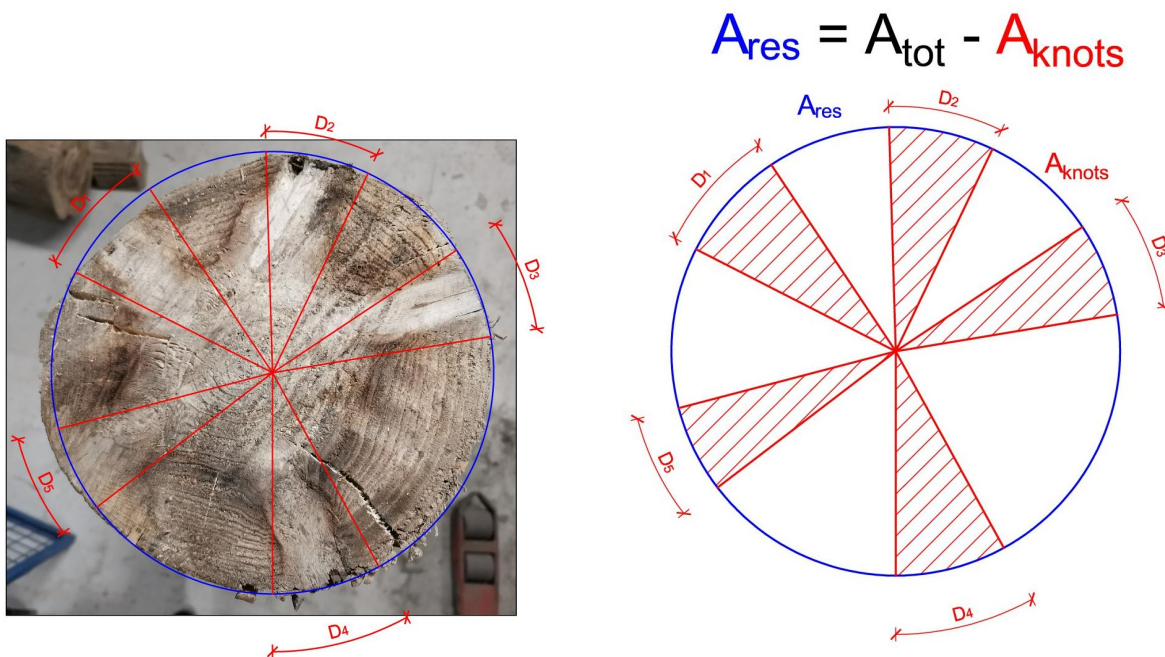 Ares = Atot - Aknots
D2
D1
D3
D5
D4
Ares
D2
Aknots
D1
D3
D5
D4